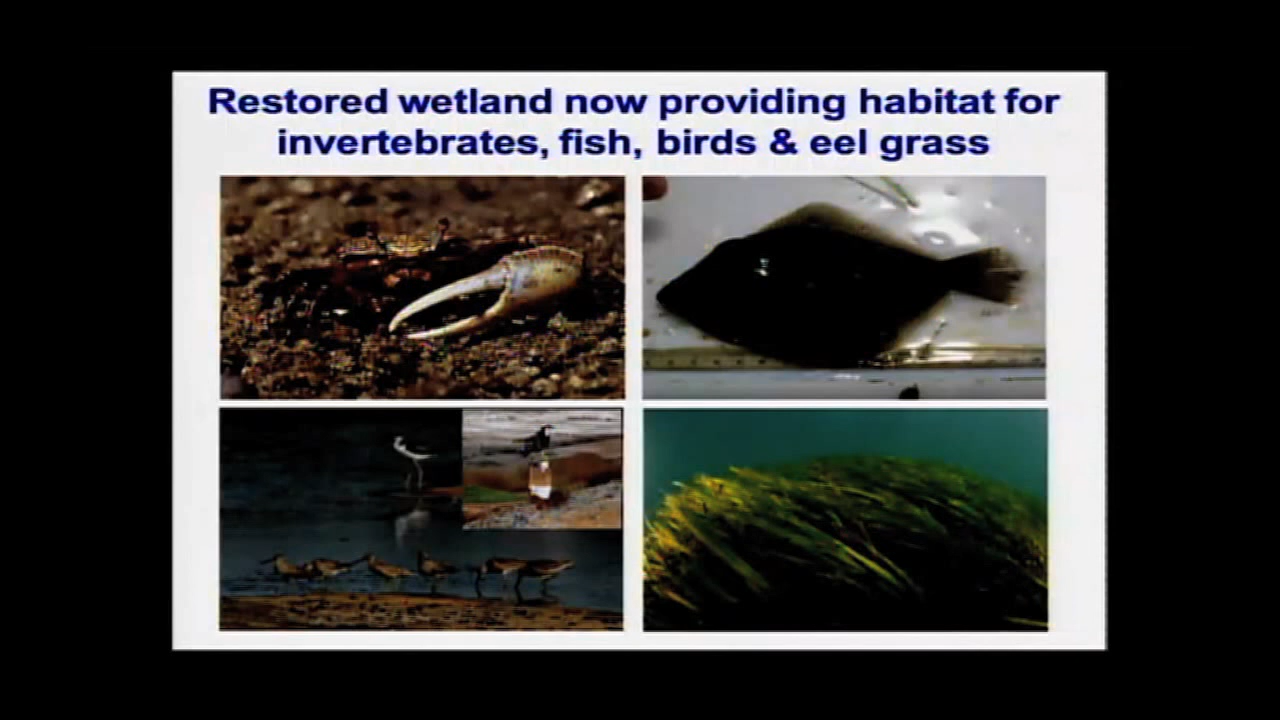 Restored wetland now providing habitat for
invertebrates, fish, birds & eel grass